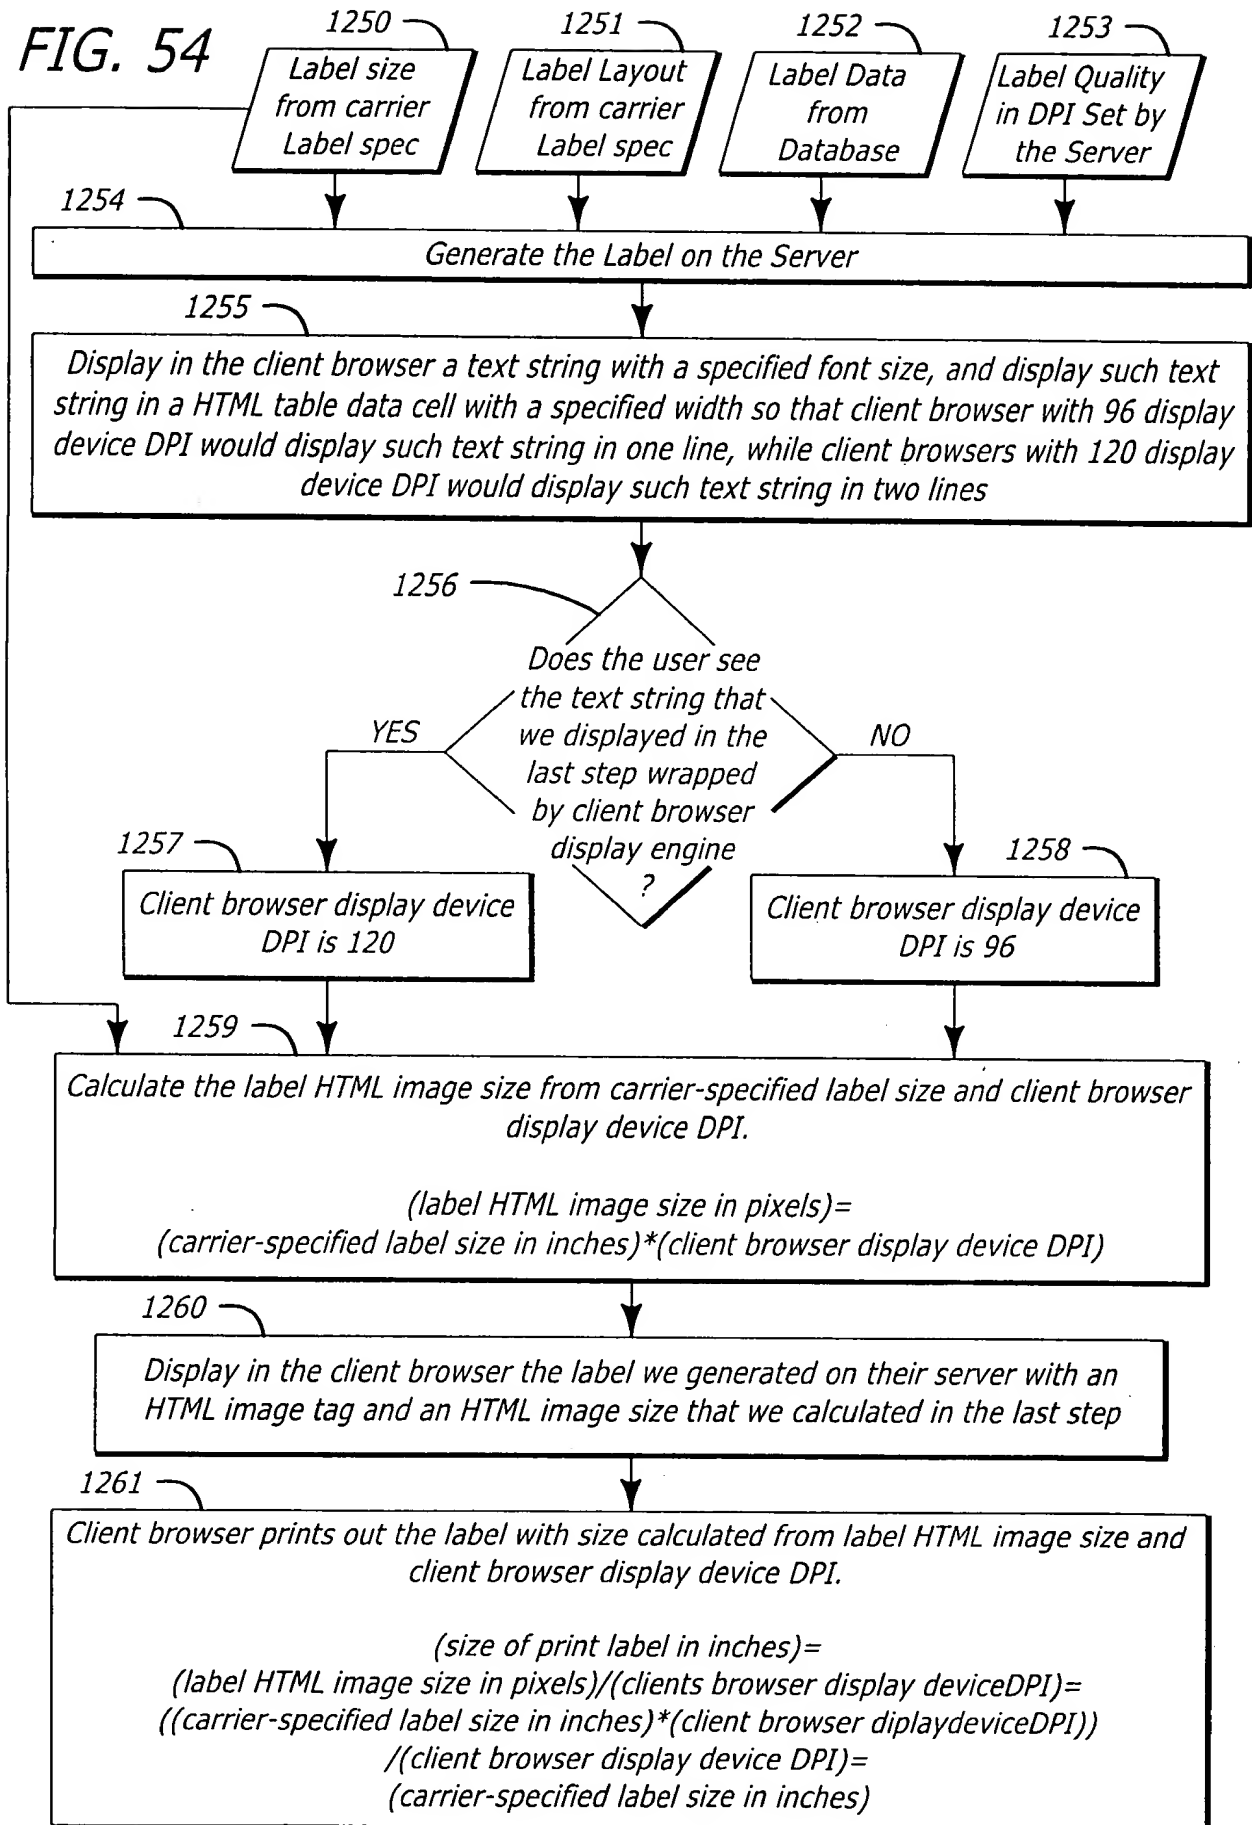 FIG. 54
1250
1251
1252
1253
Label size
from carrier
Label spec
Label Layout
from carrier
Label spec
Label Data
from
Database
Label Quality
in DPI Set by
the Server
1254
Generate the Label on the Server
1255
Display in the client browser a text string with a specified font size, and display such text
string in a HTML table data cell with a specified width so that client browser with 96 display
device DPI would display such text string in one line, while client browsers with 120 display
device DPI would display such text string in two lines
1256
Does the user see
the text string that
we displayed in the
last step wrapped
by client browser
display engine
?
YES
NO
1257
Client browser display device
DPI is 120
1258
Client browser display device
DPI is 96
1259
Calculate the label HTML image size from carrier-specified label size and client browser
display device DPI.
(label HTML image size in pixels)=
(carrier-specified label size in inches)*(client browser display device DPI)
1260
Display in the client browser the label we generated on their server with an
HTML image tag and an HTML image size that we calculated in the last step
1261
Client browser prints out the label with size calculated from label HTML image size and
client browser display device DPI.
(size of print label in inches)=
(label HTML image size in pixels)/(clients browser display deviceDPI)=
((carrier-specified label size in inches)*(client browser diplaydeviceDPI))
/(client browser display device DPI)=
(carrier-specified label size in inches)